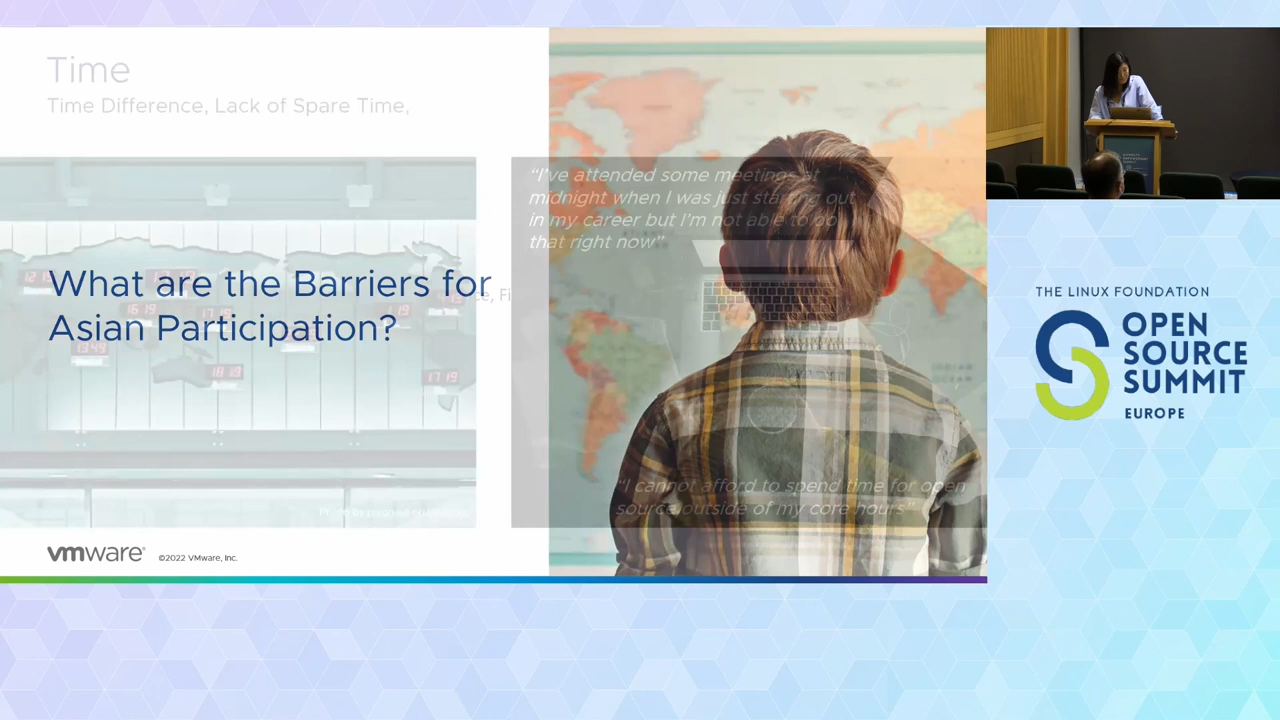 Time
Time Difference, Lack of Spare Time,
"I've attended some meetings at
midnight when I was just starting out
in my career but I'm not able to do
that right now"
What are the Barriers for
Asian Participation?
"I cannot afford to spend time for open
source outside of my core hours"
vmware®
©2022 VMware, Inc.
THE LINUX FOUNDATION
OPEN
SOURCE
SUMMIT
EUROPE